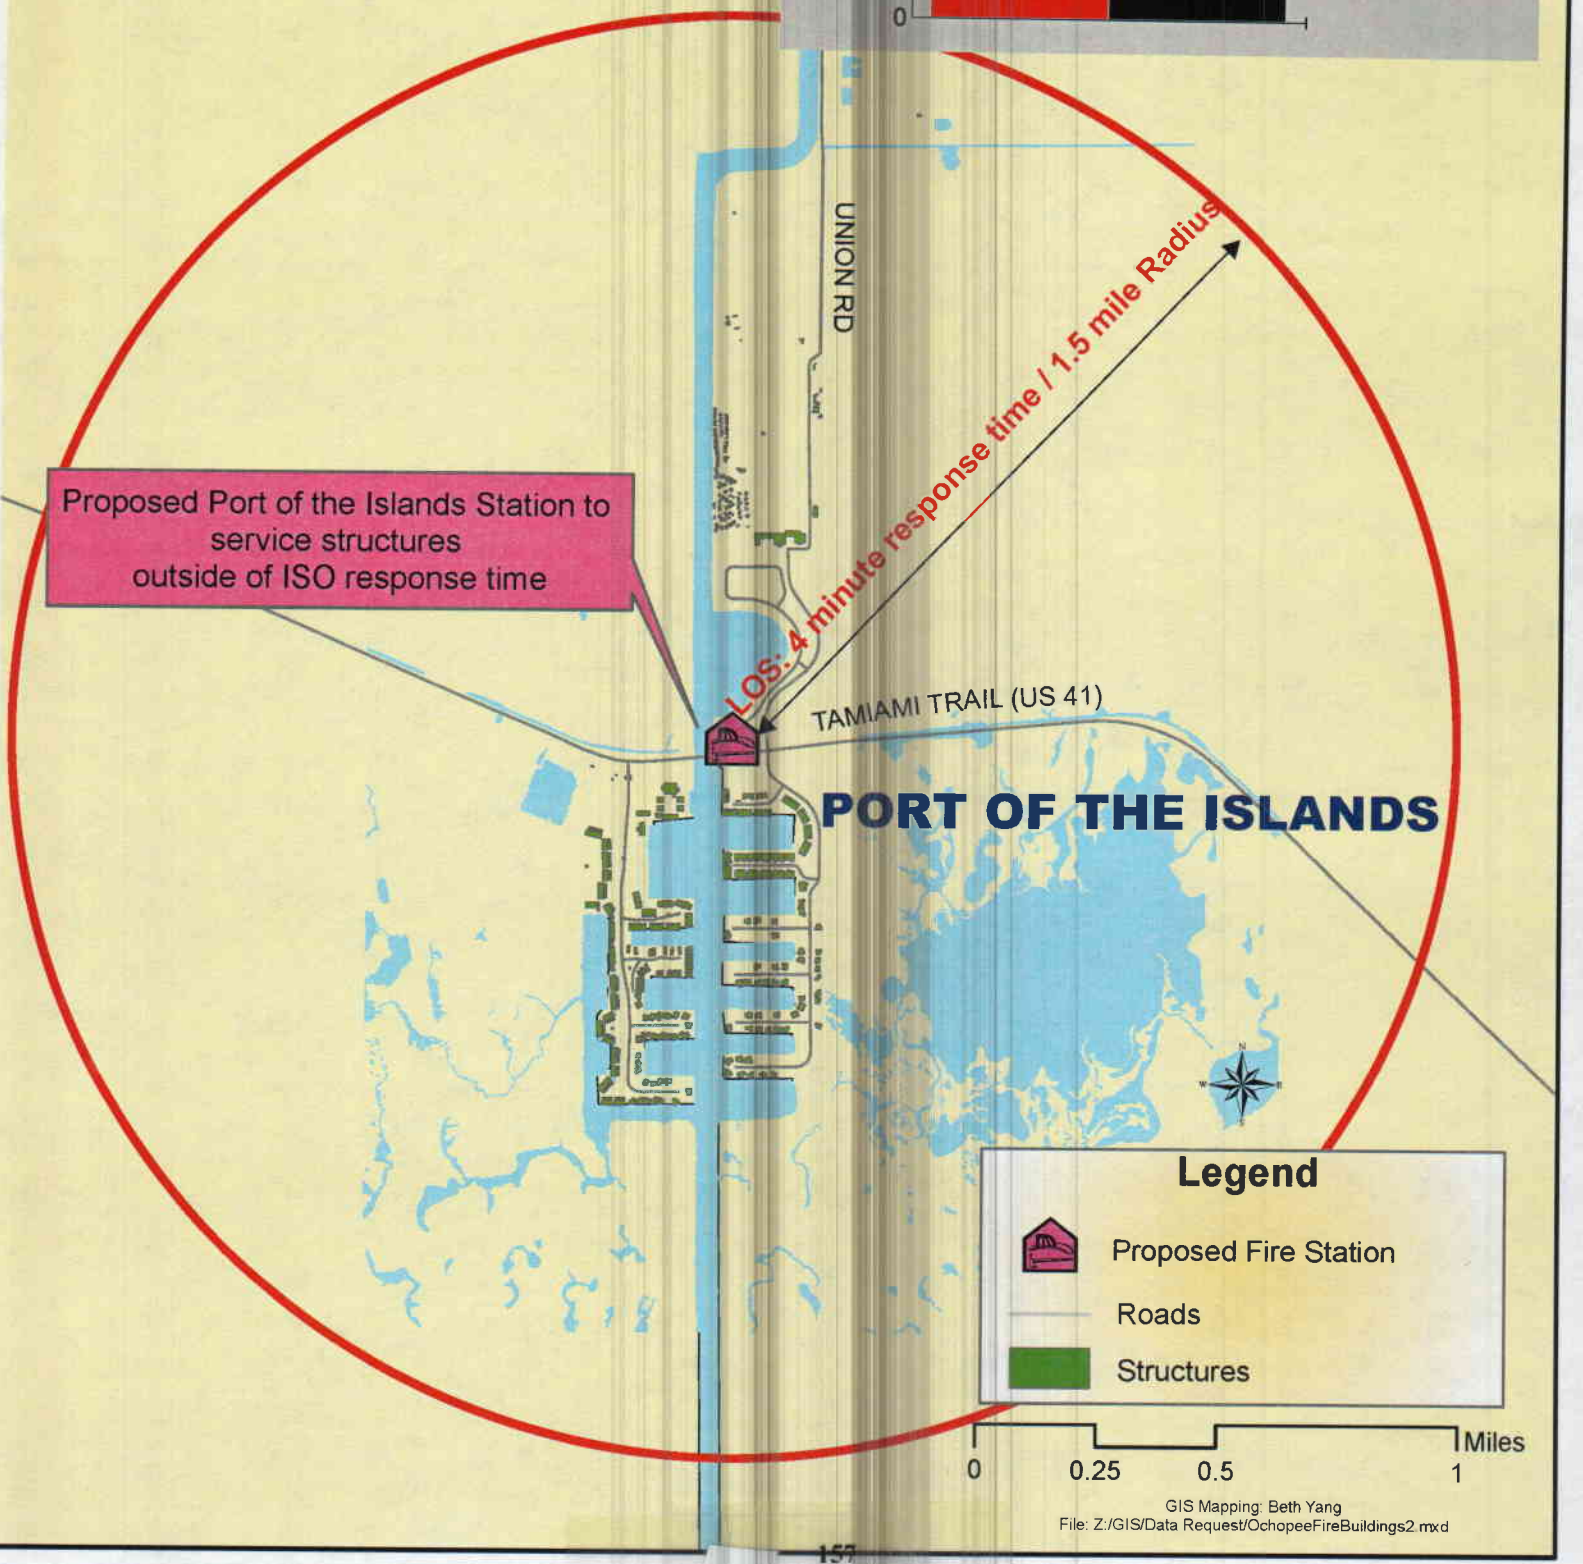 0
UNION RD
LOS: 4 minute response time / 1.5 mile Radius
Proposed Port of the Islands Station to
service structures
outside of ISO response time
TAMIAMI TRAIL (US 41)
PORT OF THE ISLANDS
N
W
E
S
Legend
Proposed Fire Station
Roads
Structures
Miles
0
0.25
0.5
1
GIS Mapping: Beth Yang
File: Z:/GIS/Data Request/OchopeeFireBuildings2.mxd
157